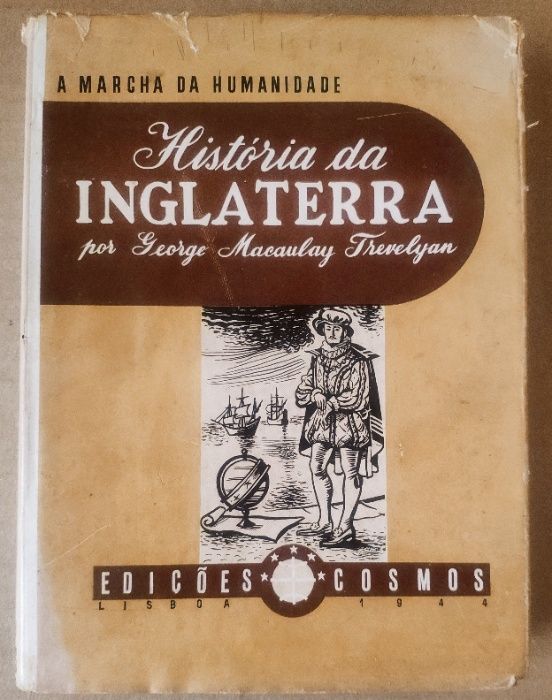 A MARCHA DA HUMANIDADE
História da
INGLATERRA
por George Macaulay Trevelyan
EDIÇÕES COSMOS
LISBOA 1944